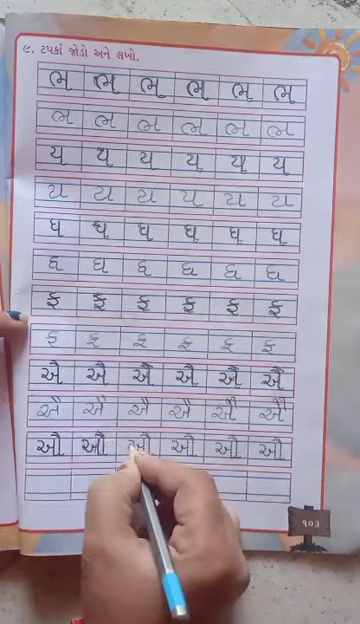 ૯. ટપકાં જોડો અને લખો.
ભ ભ ભ ભ ભ ભ
ભ ભ ભ ભ ભ ભ
ય ય ય ય ય ય
ય ય ય ય ય ય
ધ ધ ધ ધ ધ ધ
ધ ધ ધ ધ ધ ધ
ફ ફ ફ ફ ફ ફ
ફ ફ ફ ફ ફ ફ
ઐ ઐ ઐ ઐ ઐ ઐ
ઐ ઐ ઐ ઐ ઐ ઐ
ઔ ઔ ઔ ઔ ઔ ઔ
૧૦૩